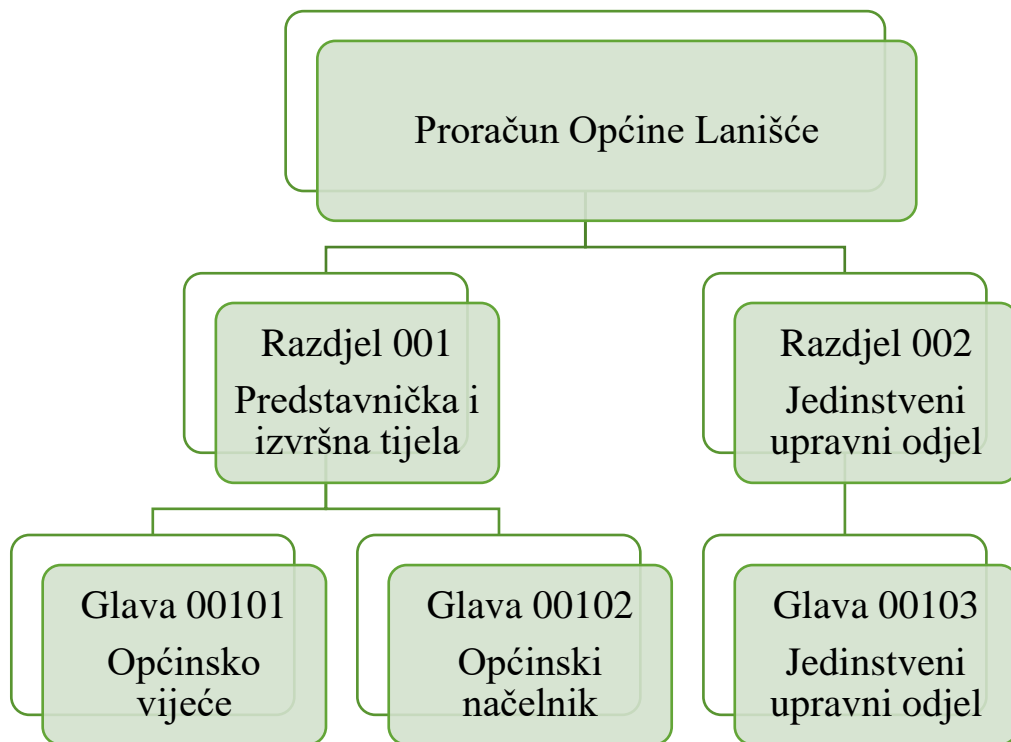 Proračun Općine Lanišće
Razdjel 001
Predstavnička i
izvršna tijela
Razdjel 002
Jedinstveni
upravni odjel
Glava 00101
Općinsko
vijeće
Glava 00102
Općinski
načelnik
Glava 00103
Jedinstveni
upravni odjel